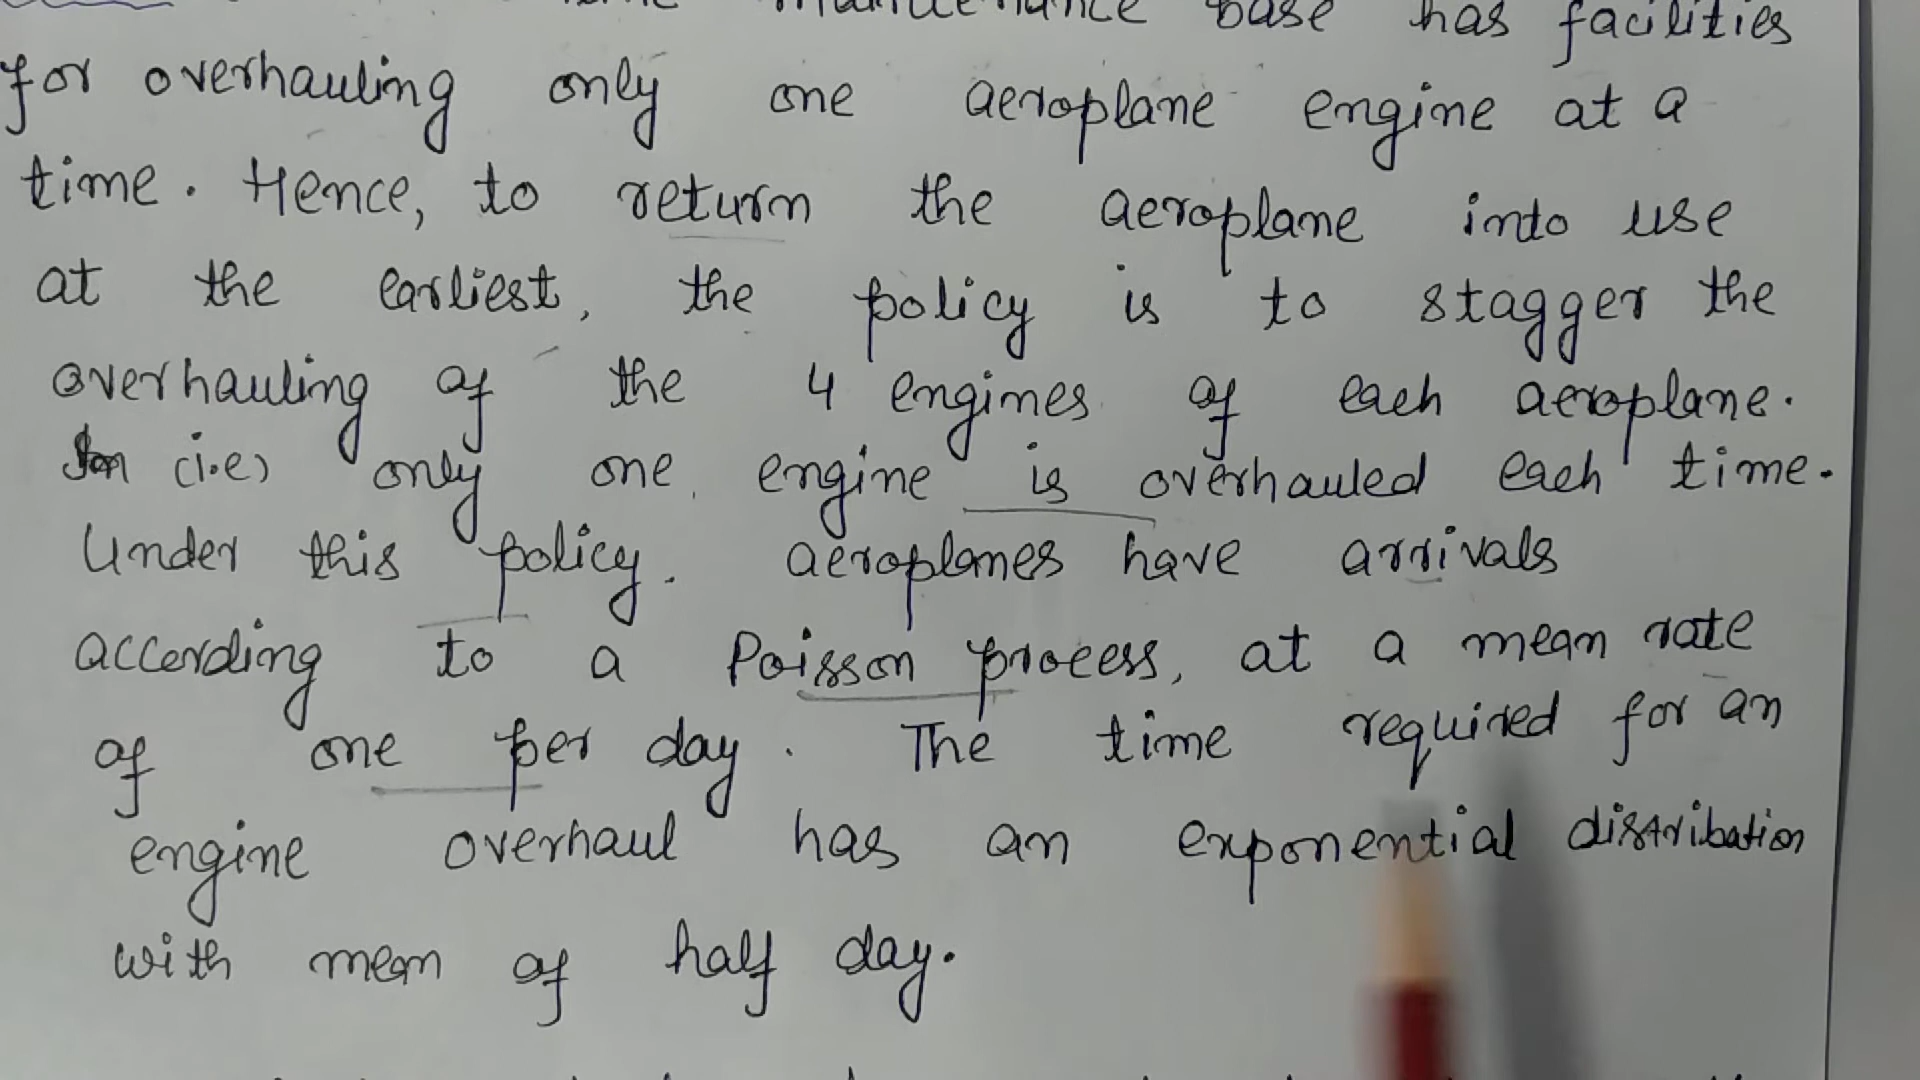 maintenance base has facilities
for overhauling only one aeroplane engine at a
time. Hence, to return the aeroplane into use
at the earliest, the policy is to stagger the
overhauling of the 4 engines of each aeroplane.
(i.e) only one engine is overhauled each time.
Under this policy. aeroplanes have arrivals
according to a Poisson process, at a mean rate
of one per day. The time required for an
engine overhaul has an exponential distribution
with mean of half day.